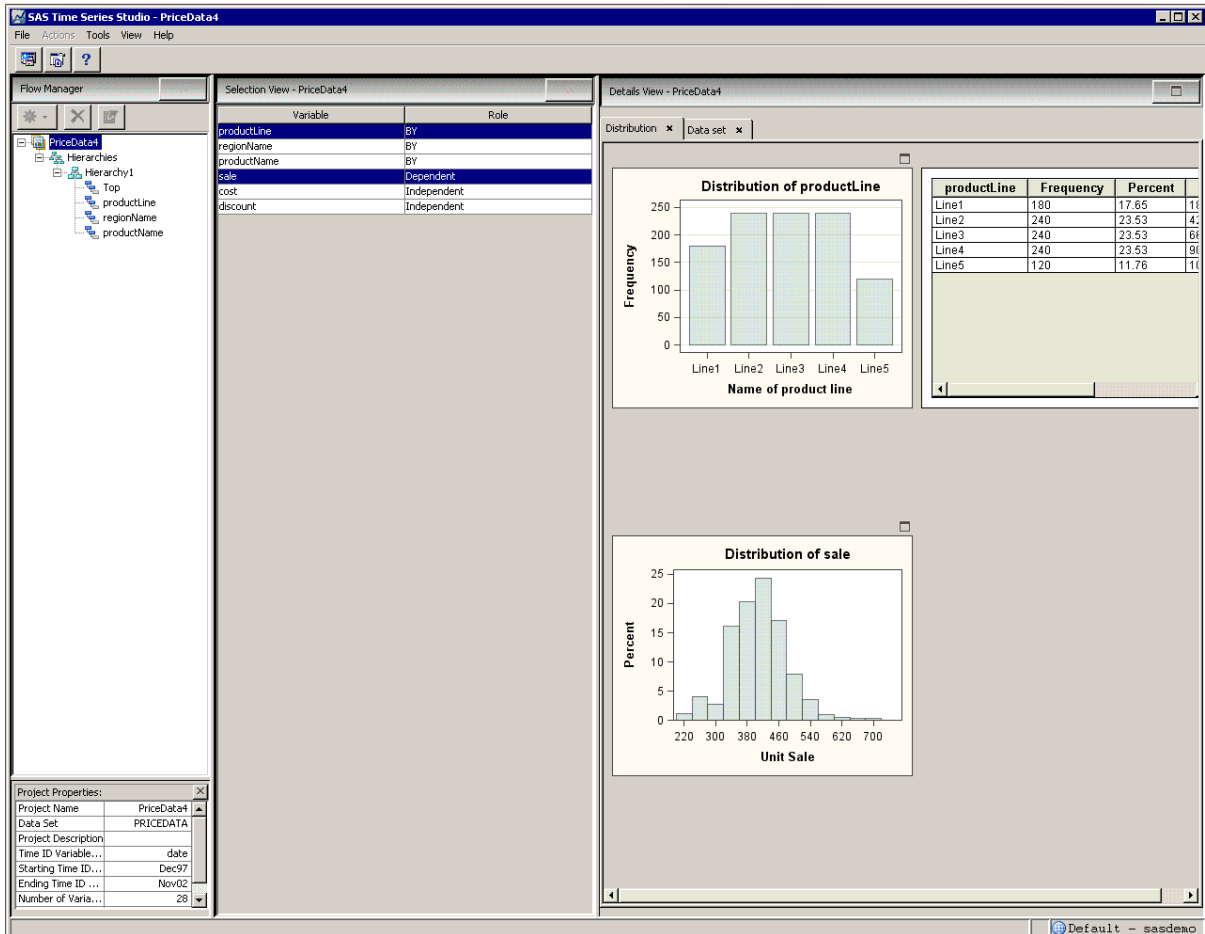 SAS Time Series Studio - PriceData4
File Actions Tools View Help
Flow Manager
PriceData4
Hierarchies
Hierarchy1
Top
productLine
regionName
productName
Project Properties:
Project Name PriceData4
Data Set PRICEDATA
Project Description
Time ID Variable... date
Starting Time ID... Dec97
Ending Time ID ... Nov02
Number of Varia... 28
Selection View - PriceData4
Variable Role
productLine BY
regionName BY
productName BY
sale Dependent
cost Independent
discount Independent
Details View - PriceData4
Distribution Data set
Distribution of productLine
Frequency
250
200
150
100
50
0
Line1 Line2 Line3 Line4 Line5
Name of product line
productLine Frequency Percent
Line1 180 17.65
Line2 240 23.53
Line3 240 23.53
Line4 240 23.53
Line5 120 11.76
Distribution of sale
Percent
25
20
15
10
5
0
220 300 380 460 540 620 700
Unit Sale
Default - sasdemo